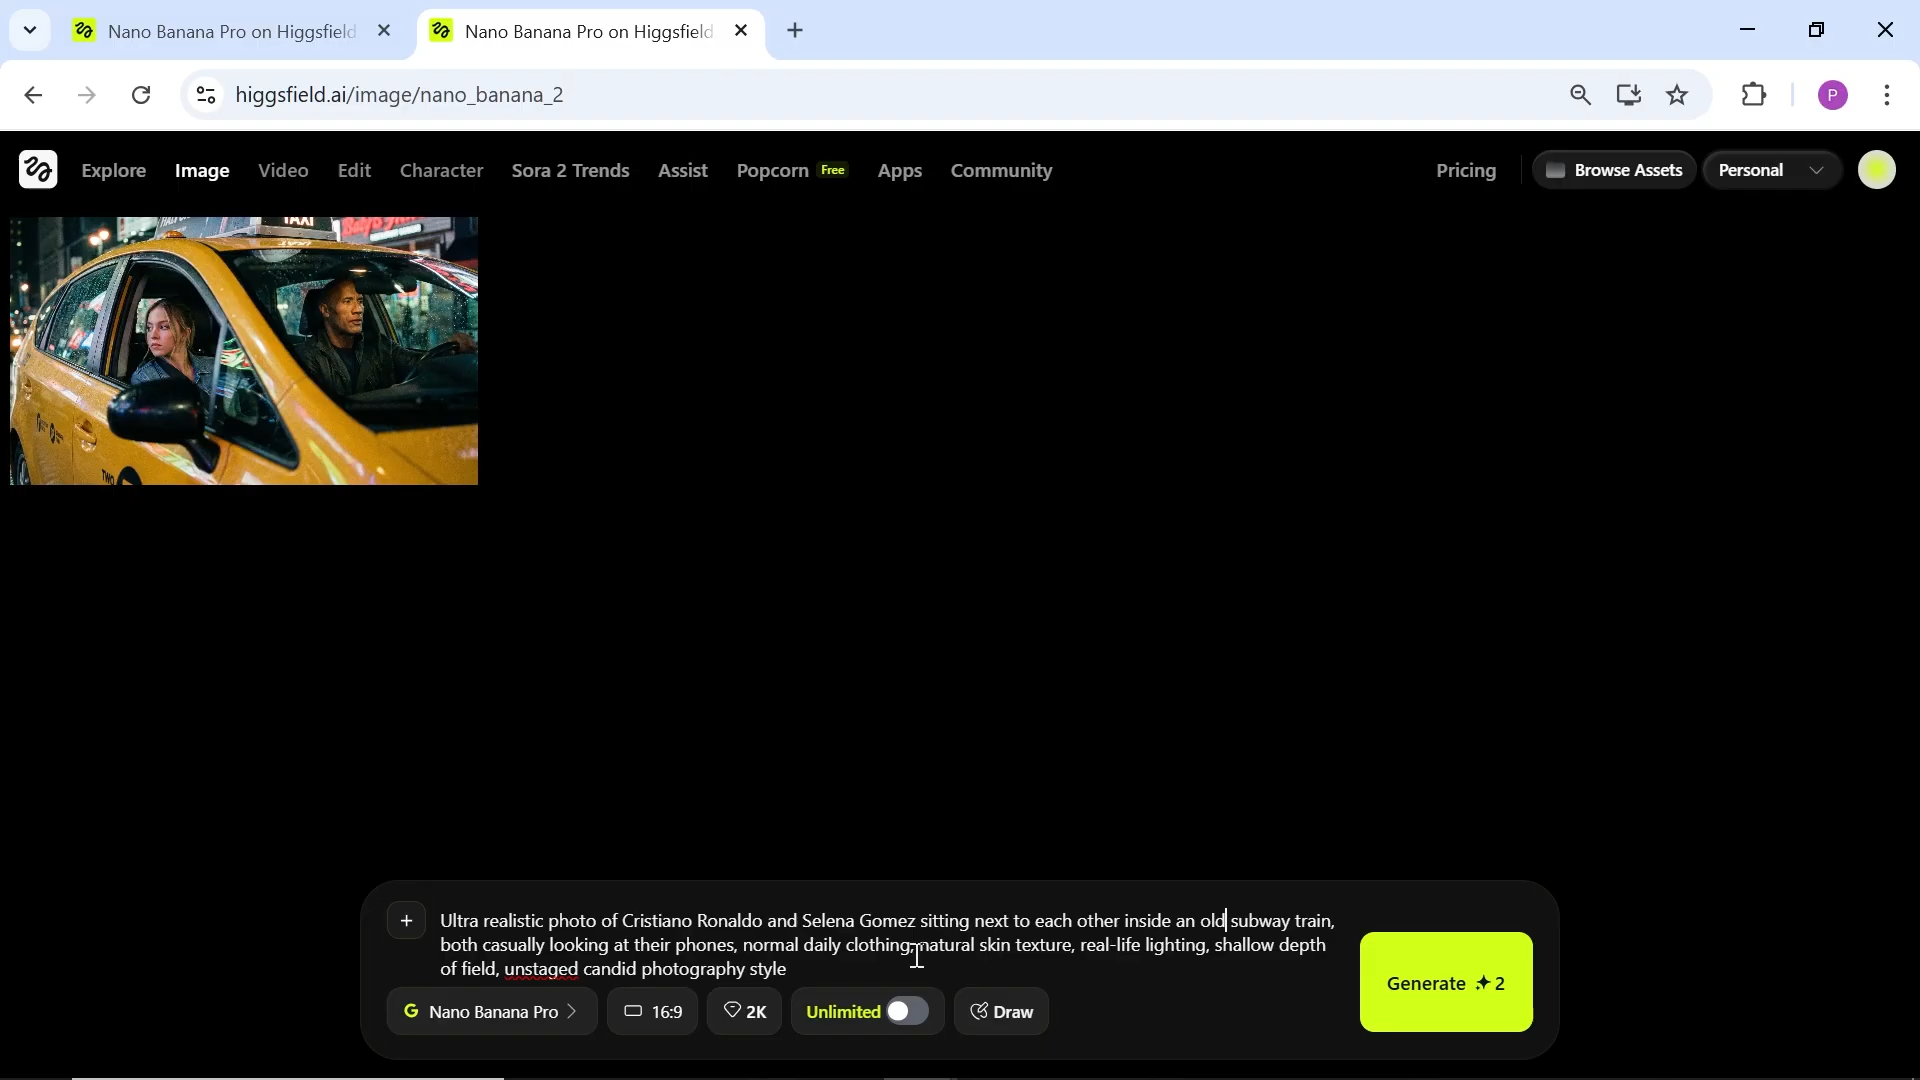 Nano Banana Pro on Higgsfield
Nano Banana Pro on Higgsfield
higgsfield.ai/image/nano_banana_2
P
Explore Image Video Edit Character Sora 2 Trends Assist Popcorn Free Apps Community Pricing Browse Assets Personal
TAXI
Ultra realistic photo of Cristiano Ronaldo and Selena Gomez sitting next to each other inside an old subway train,
both casually looking at their phones, normal daily clothing, natural skin texture, real-life lighting, shallow depth
of field, unstaged candid photography style
Generate 2
G Nano Banana Pro 16:9 2K Unlimited Draw